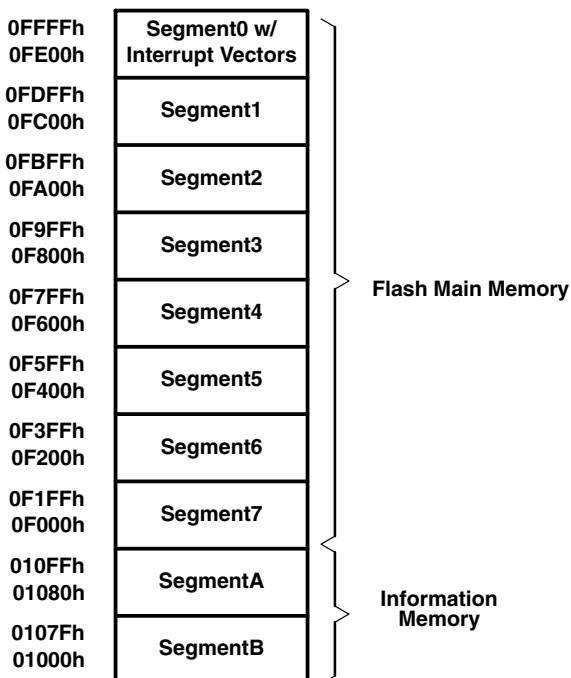 0FFFFh
0FE00h
Segment0 w/
Interrupt Vectors
0FDFFh
0FC00h
Segment1
0FBFFh
0FA00h
Segment2
0F9FFh
0F800h
Segment3
0F7FFh
0F600h
Segment4
0F5FFh
0F400h
Segment5
0F3FFh
0F200h
Segment6
0F1FFh
0F000h
Segment7
010FFh
01080h
SegmentA
0107Fh
01000h
SegmentB
Flash Main Memory
Information
Memory